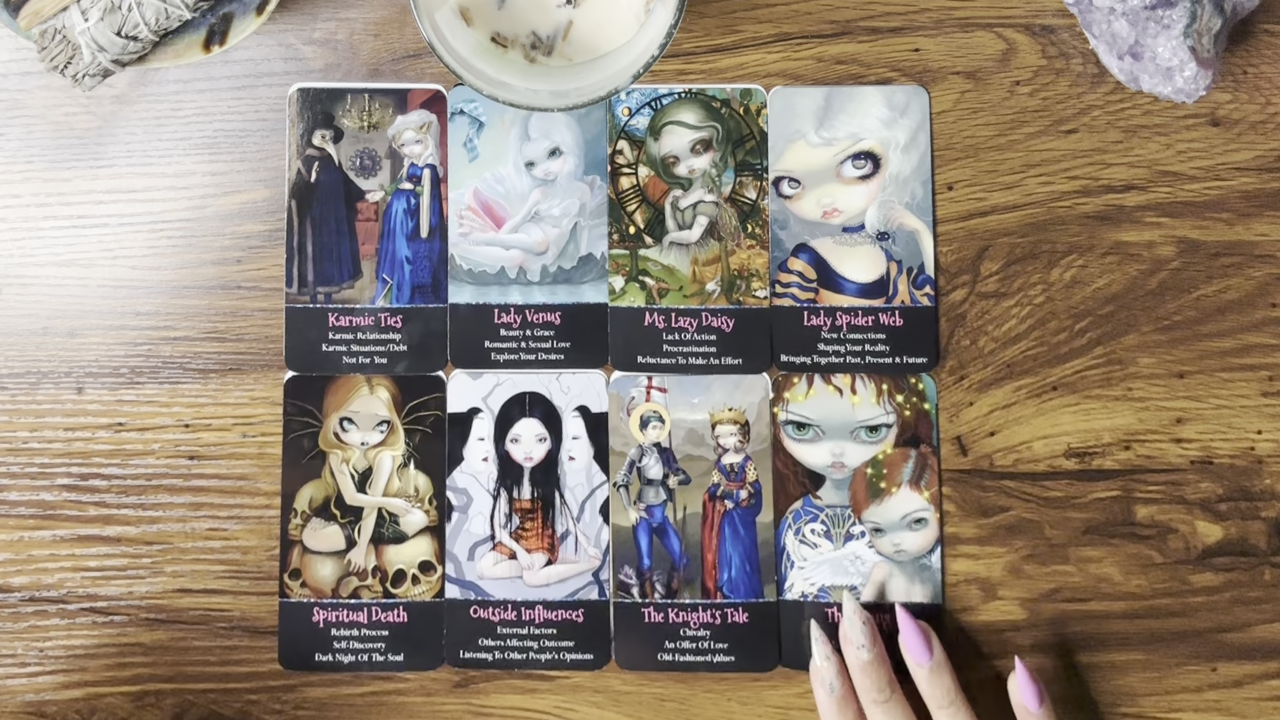 Karmic Ties
Karmic Relationship
Karmic Situations/Debt
Not For You
Lady Venus
Beauty & Grace
Romantic & Sexual Love
Explore Your Desires
Ms. Lazy Daisy
Lack Of Action
Procrastination
Reluctance To Make An Effort
Lady Spider Web
New Connections
Shaping Your Reality
Bringing Together Past, Present & Future
Spiritual Death
Rebirth Process
Self-Discovery
Dark Night Of The Soul
Outside Influences
External Factors
Others Affecting Outcome
Listening To Other People's Opinions
The Knight's Tale
Chivalry
An Offer Of Love
Old-Fashioned Values